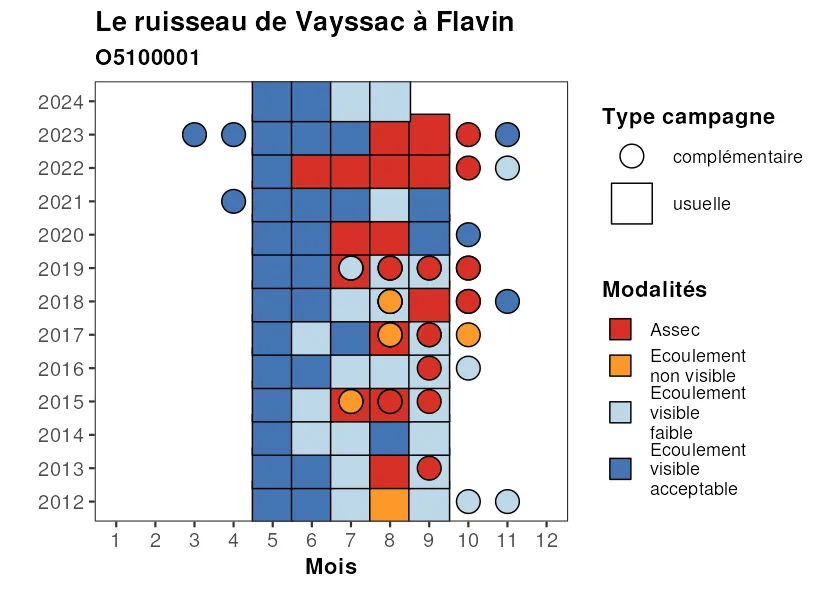 Le ruisseau de Vayssac à Flavin
O5100001
2024
2023
2022
2021
2020
2019
2018
2017
2016
2015
2014
2013
2012
1 2 3 4 5 6 7 8 9 10 11 12
Mois
Type campagne
complémentaire
usuelle
Modalités
Assec
Ecoulement
non visible
Ecoulement
visible
faible
Ecoulement
visible
acceptable